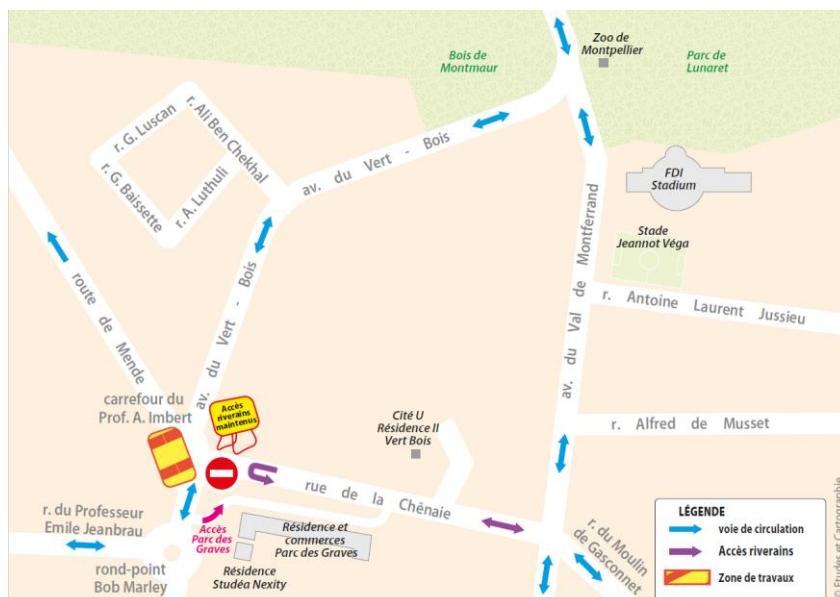 Zoo de
Montpellier
Bois de
Montmaur
Parc de
Lunaret
r. G. Luscan
r. Ali Ben Chekhal
r. G. Baissette
r. A. Luthuli
av. du Vert - Bois
FDI
Stadium
Stade
Jeannot Véga
av. du Val de Montferrand
r. Antoine Laurent Jussieu
route de Mende
av. du Vert - Bois
carrefour du
Prof. A. Imbert
Accès
riverains
maintenus
Cité U
Résidence II
Vert Bois
r. Alfred de Musset
rue de la Chênaie
r. du Professeur
Emile Jeanbrau
Accès
Parc des
Graves
Résidence et
commerces
Parc des Graves
Résidence
Studéa Nexity
rond-point
Bob Marley
r. du Moulin
de Gasconnet
LÉGENDE
voie de circulation
Accès riverains
Zone de travaux
Etudes et Cartographie